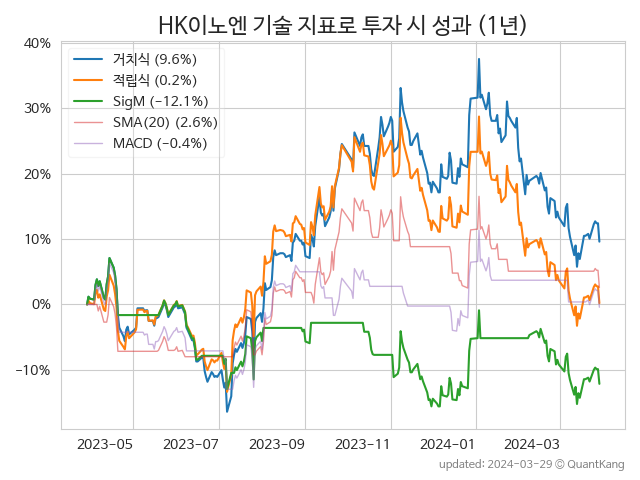 HK이노엔 기술 지표로 투자 시 성과 (1년)
40%
30%
20%
10%
0%
−10%
거치식 (9.6%)
적립식 (0.2%)
SigM (−12.1%)
SMA(20) (2.6%)
MACD (−0.4%)
2023−05 2023−07 2023−09 2023−11 2024−01 2024−03
updated: 2024−03−29 © QuantKang